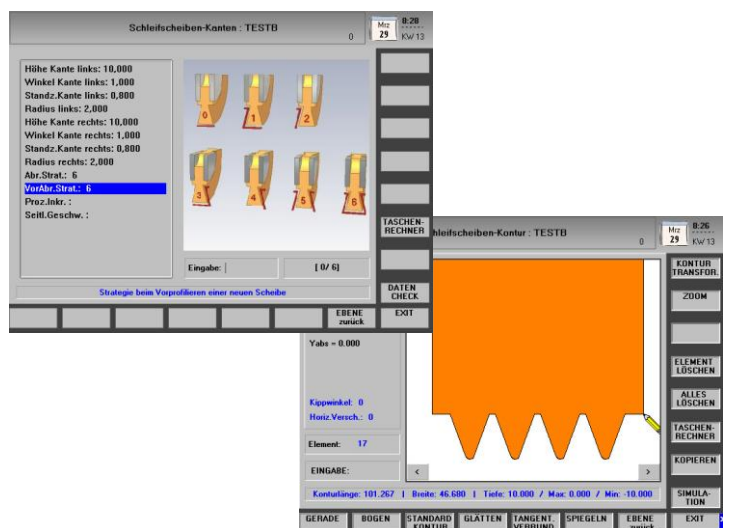 Schleifscheiben-Kanten : TESTB
0
Mrz
29
8:28
KW 13
Höhe Kante links: 10,000
Winkel Kante links: 1,000
Standz.Kante links: 0,800
Radius links: 2,000
Höhe Kante rechts: 10,000
Winkel Kante rechts: 1,000
Standz.Kante rechts: 0,800
Radius rechts: 2,000
Abr.Strat.: 6
VorAbr.Strat.: 6
Proz.Inkr. :
Seitl.Geschw. :
0
1
2
3
4
5
6
Eingabe:
[ 0/ 6]
Strategie beim Vorprofilieren einer neuen Scheibe
TASCHEN-
RECHNER
DATEN
CHECK
EBENE
zurück
EXIT
hleifscheiben-Kontur : TESTB
0
Mrz
29
8:26
KW 13
KONTUR
TRANSFOR.
ZOOM
ELEMENT
LÖSCHEN
ALLES
LÖSCHEN
TASCHEN-
RECHNER
KOPIEREN
SIMULA-
TION
Yabs = 0.000
Kippwinkel: 0
Horiz.Versch.: 0
Element: 17
EINGABE:
< >
Konturlänge: 101.267 | Breite: 46.680 | Tiefe: 10.000 / Max: 0.000 / Min: -10.000
GERADE
BOGEN
STANDARD
KONTUR
GLÄTTEN
TANGENT.
VERBUND
SPIEGELN
EBENE
zurück
EXIT